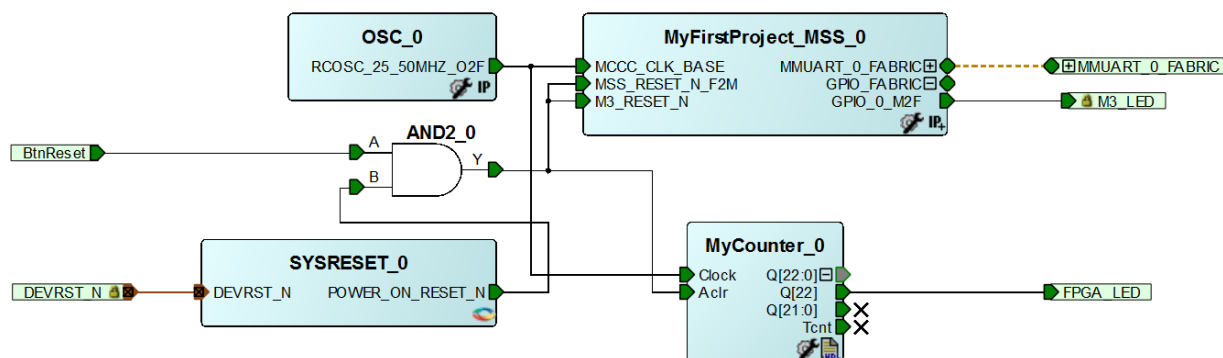 OSC_0
RCOSC_25_50MHZ_O2F
IP
MyFirstProject_MSS_0
MCCC_CLK_BASE
MSS_RESET_N_F2M
M3_RESET_N
MMUART_0_FABRIC
GPIO_FABRIC
GPIO_0_M2F
IP+
MMUART_0_FABRIC
M3_LED
BtnReset
AND2_0
A
B
Y
SYSRESET_0
DEVRST_N
DEVRST_N
POWER_ON_RESET_N
MyCounter_0
Clock
Aclr
Q[22:0]
Q[22]
Q[21:0]
Tcnt
FPGA_LED